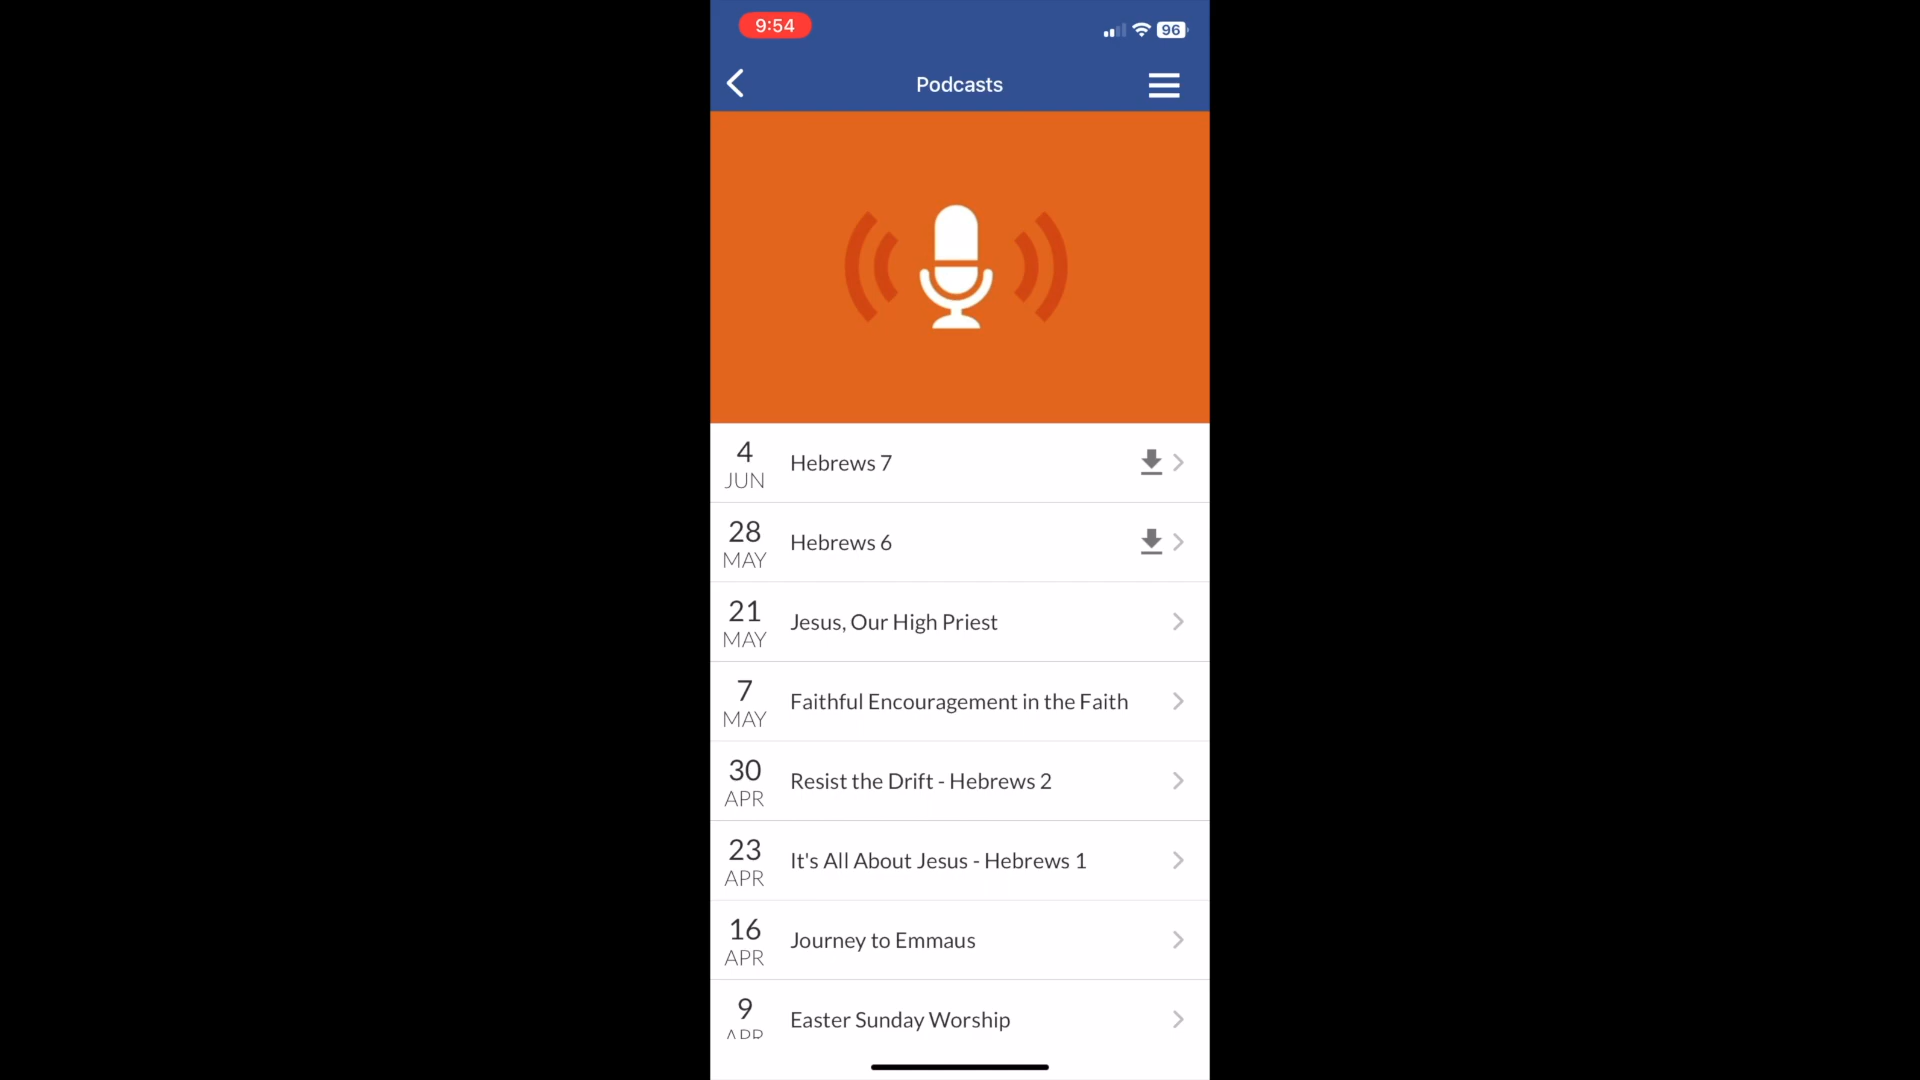 9:54
96
Podcasts
4
JUN
Hebrews 7
28
MAY
Hebrews 6
21
MAY
Jesus, Our High Priest
7
MAY
Faithful Encouragement in the Faith
30
APR
Resist the Drift - Hebrews 2
23
APR
It's All About Jesus - Hebrews 1
16
APR
Journey to Emmaus
9
APR
Easter Sunday Worship